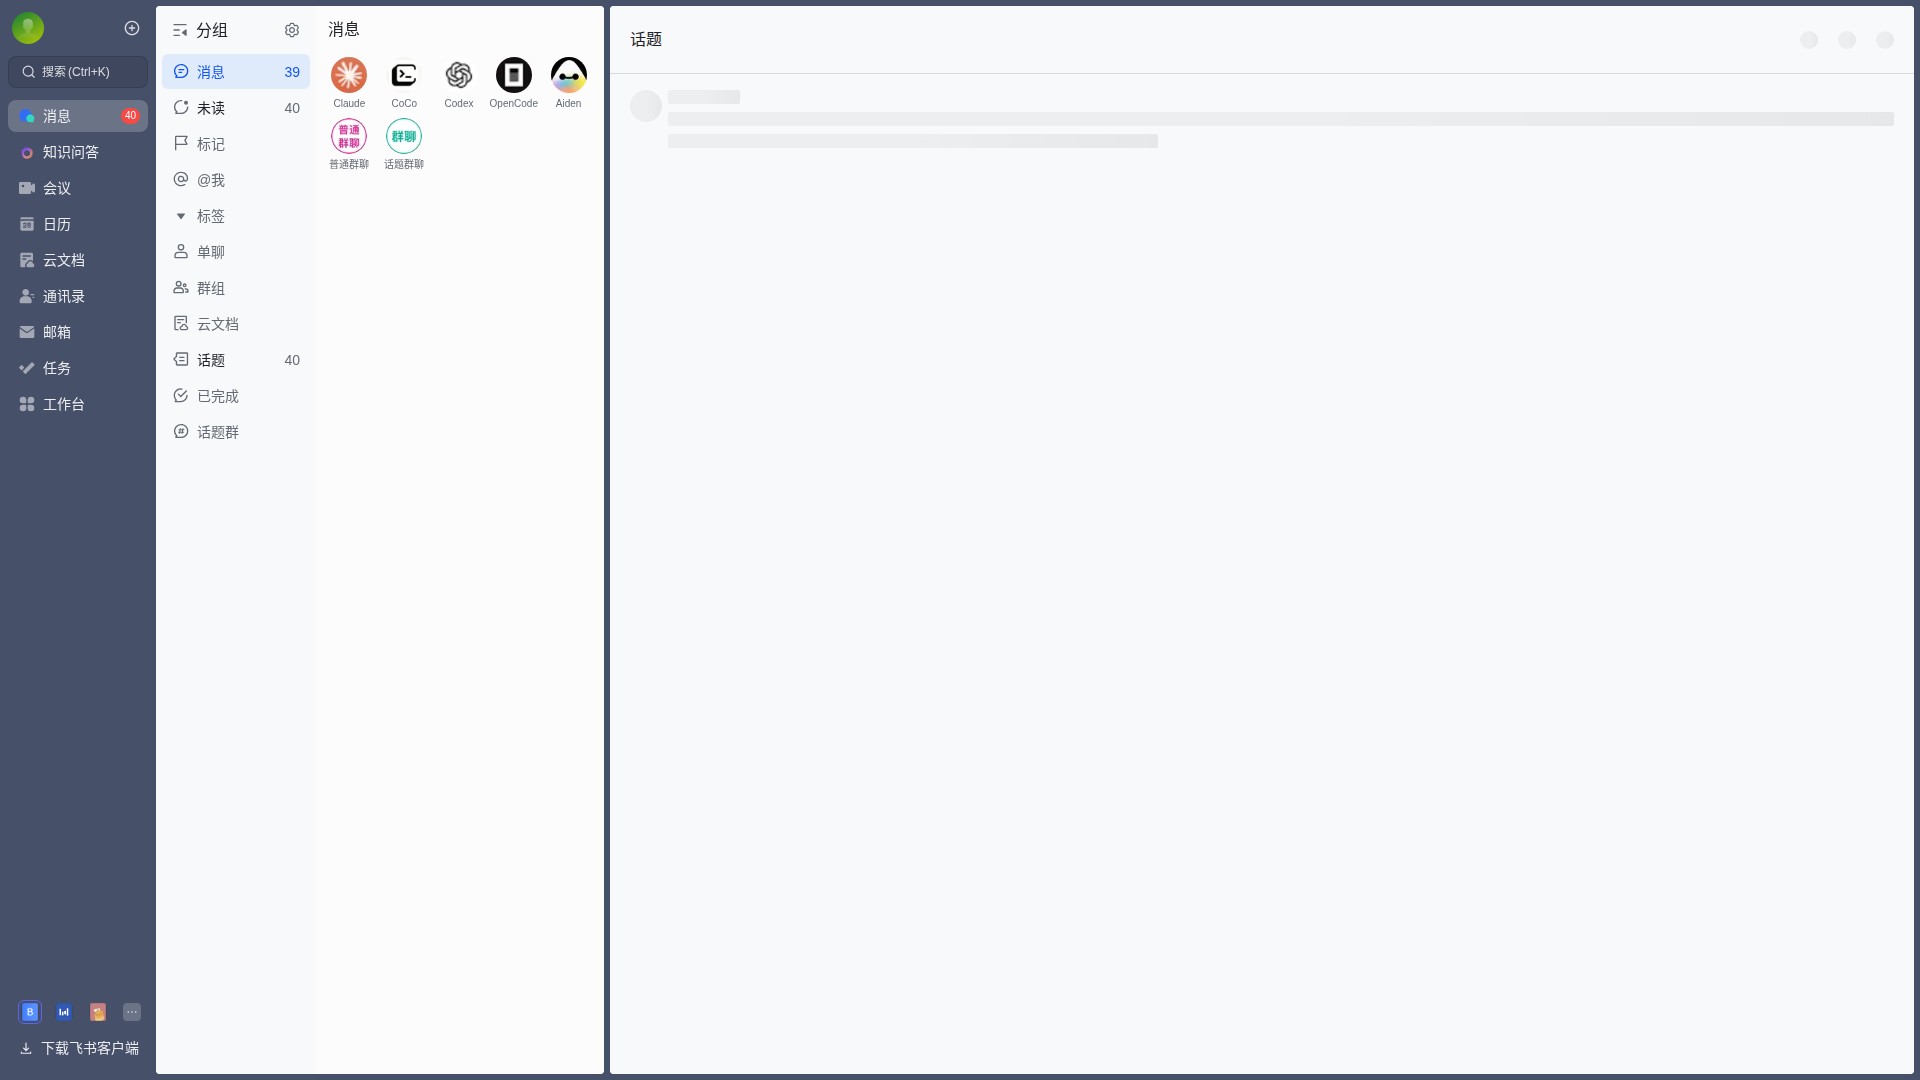 搜索 (Ctrl+K)
消息
40
知识问答
会议
日历
云文档
通讯录
邮箱
任务
工作台
B
下载飞书客户端
分组
消息
39
未读
40
标记
@我
标签
单聊
群组
云文档
话题
40
已完成
话题群
消息
Claude
CoCo
Codex
OpenCode
Aiden
普通
群聊
群聊
普通群聊
话题群聊
话题